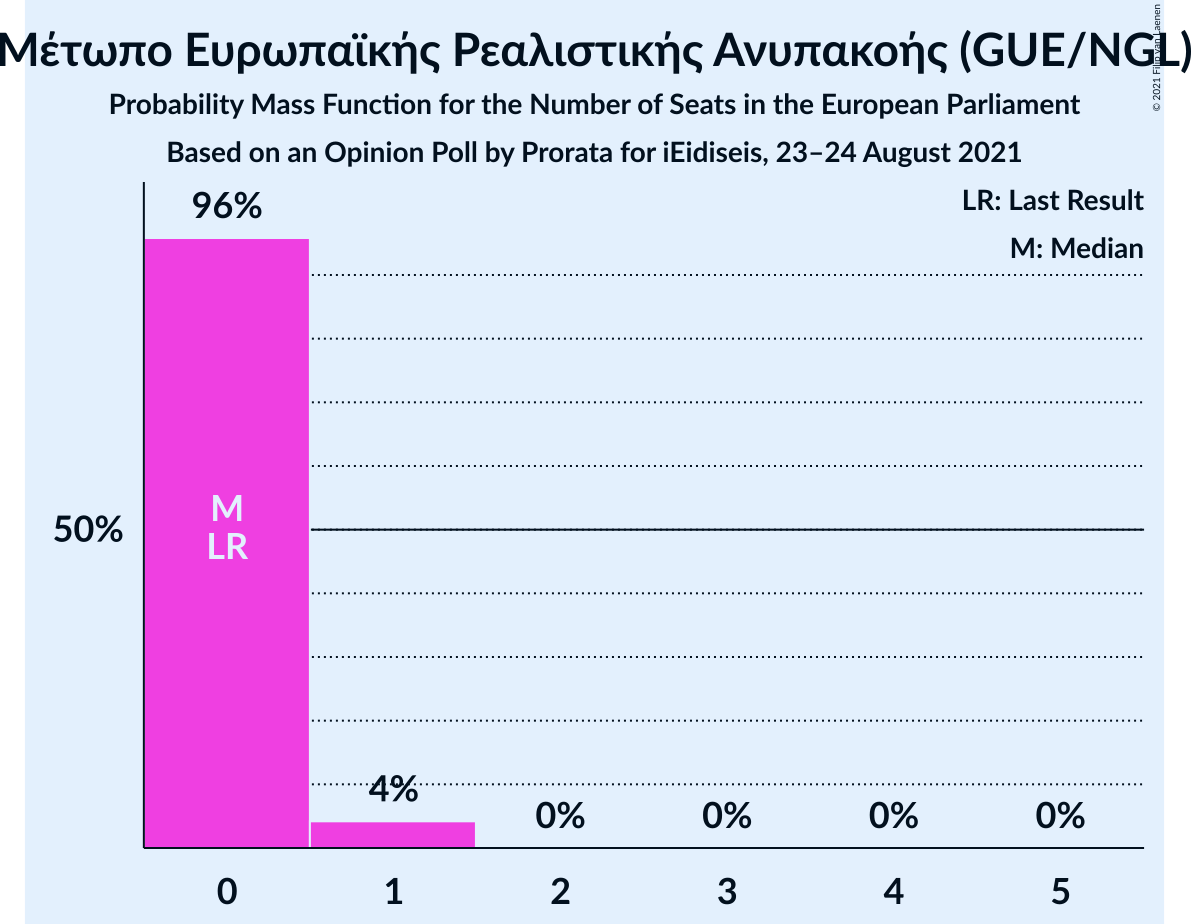 Μέτωπο Ευρωπαϊκής Ρεαλιστικής Ανυπακοής (GUE/NGL)
© 2021 Filip van Laenen
Probability Mass Function for the Number of Seats in the European Parliament
Based on an Opinion Poll by Prorata for iEidiseis, 23–24 August 2021
LR: Last Result
M: Median
96%
50%
M
LR
4%
0%
0%
0%
0%
0
1
2
3
4
5